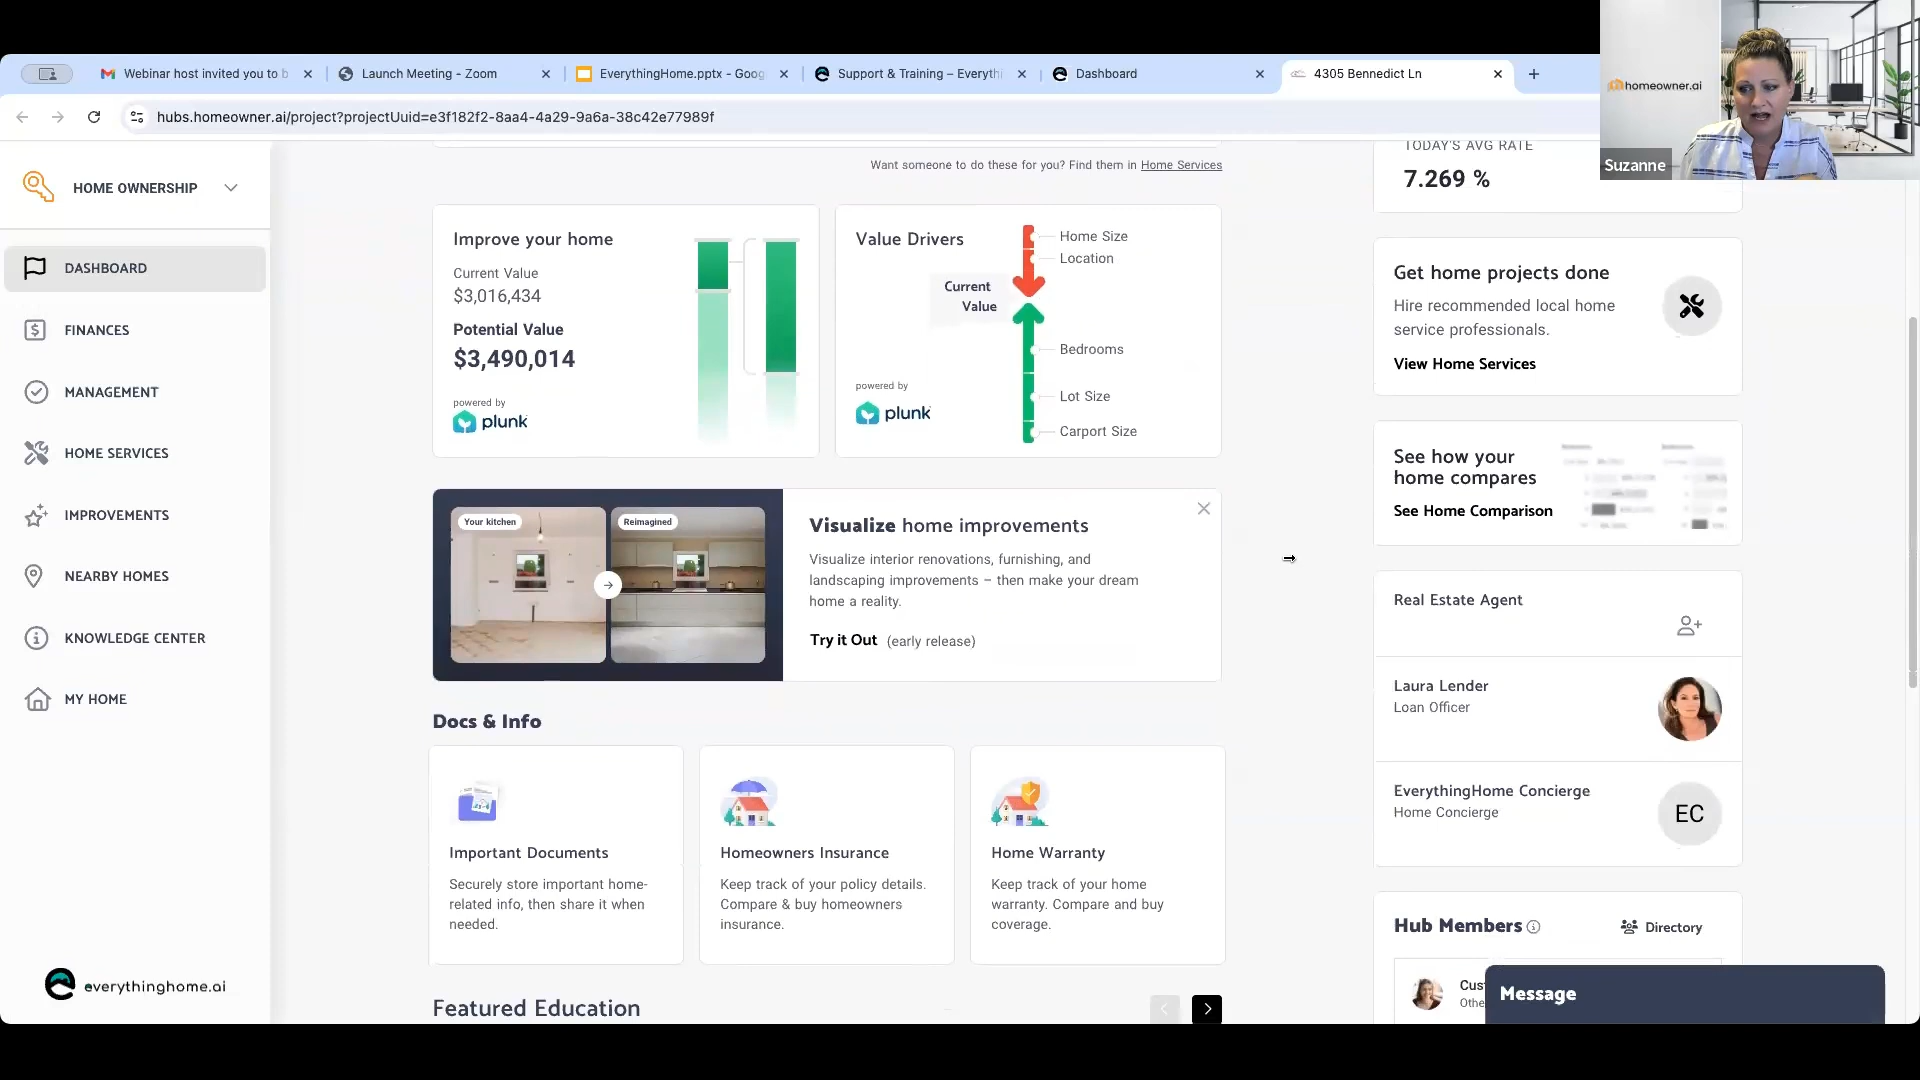 Webinar host invited you to b
Launch Meeting - Zoom
EverythingHome.pptx - Goog
Support & Training – Everythi
Dashboard
4305 Bennedict Ln
hubs.homeowner.ai/project?projectUuid=e3f182f2-8aa4-4a29-9a6a-38c42e77989f
homeowner.ai
Suzanne
HOME OWNERSHIP
DASHBOARD
FINANCES
MANAGEMENT
HOME SERVICES
IMPROVEMENTS
NEARBY HOMES
KNOWLEDGE CENTER
MY HOME
everythinghome.ai
Want someone to do these for you? Find them in Home Services
Improve your home
Current Value
$3,016,434
Potential Value
$3,490,014
powered by
plunk
Value Drivers
Current
Value
Home Size
Location
Bedrooms
Lot Size
Carport Size
powered by
plunk
Your kitchen
Reimagined
Visualize home improvements
Visualize interior renovations, furnishing, and
landscaping improvements – then make your dream
home a reality.
Try it Out (early release)
Docs & Info
Important Documents
Securely store important home-
related info, then share it when
needed.
Homeowners Insurance
Keep track of your policy details.
Compare & buy homeowners
insurance.
Home Warranty
Keep track of your home
warranty. Compare and buy
coverage.
Featured Education
TODAY'S AVG RATE
7.269 %
Get home projects done
Hire recommended local home
service professionals.
View Home Services
See how your
home compares
See Home Comparison
Real Estate Agent
Laura Lender
Loan Officer
EverythingHome Concierge
Home Concierge
EC
Hub Members
Directory
Cus
Othe
Message